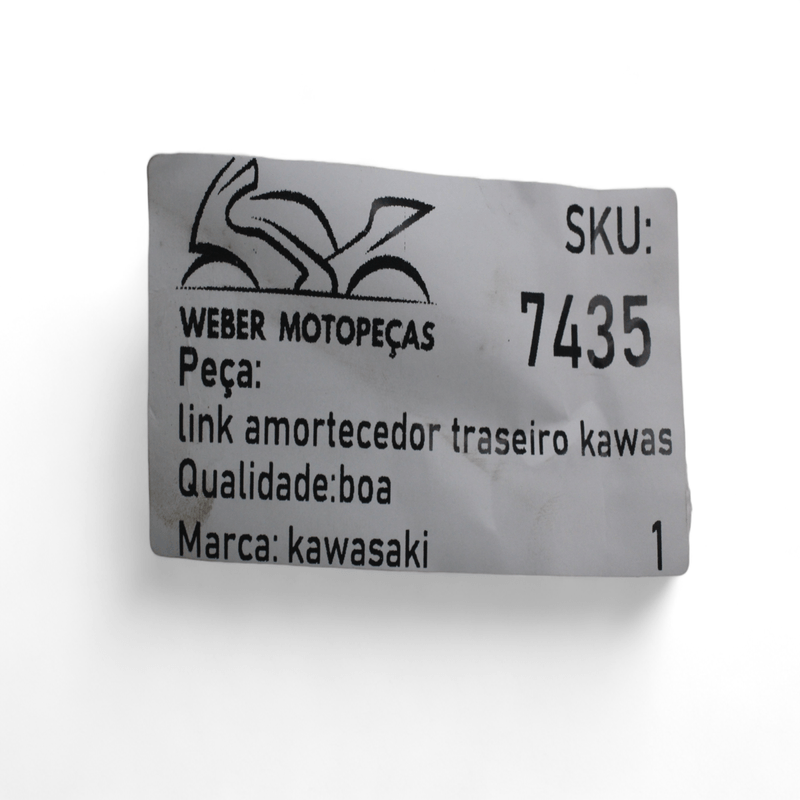 SKU:
7435
WEBER MOTOPEÇAS
Peça:
link amortecedor traseiro kawas
Qualidade:boa
Marca: kawasaki 1